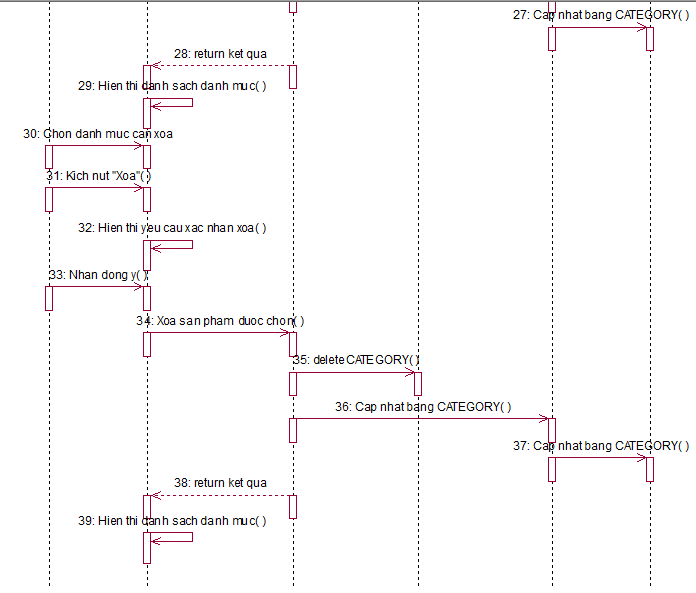 27: Cap nhat bang CATEGORY( )
28: return ket qua
29: Hien thi danh sach danh muc( )
30: Chon danh muc can xoa
31: Kich nut "Xoa"( )
32: Hien thi yeu cau xac nhan xoa( )
33: Nhan dong y( )
34: Xoa san pham duoc chon( )
35: delete CATEGORY( )
36: Cap nhat bang CATEGORY( )
37: Cap nhat bang CATEGORY( )
38: return ket qua
39: Hien thi danh sach danh muc( )